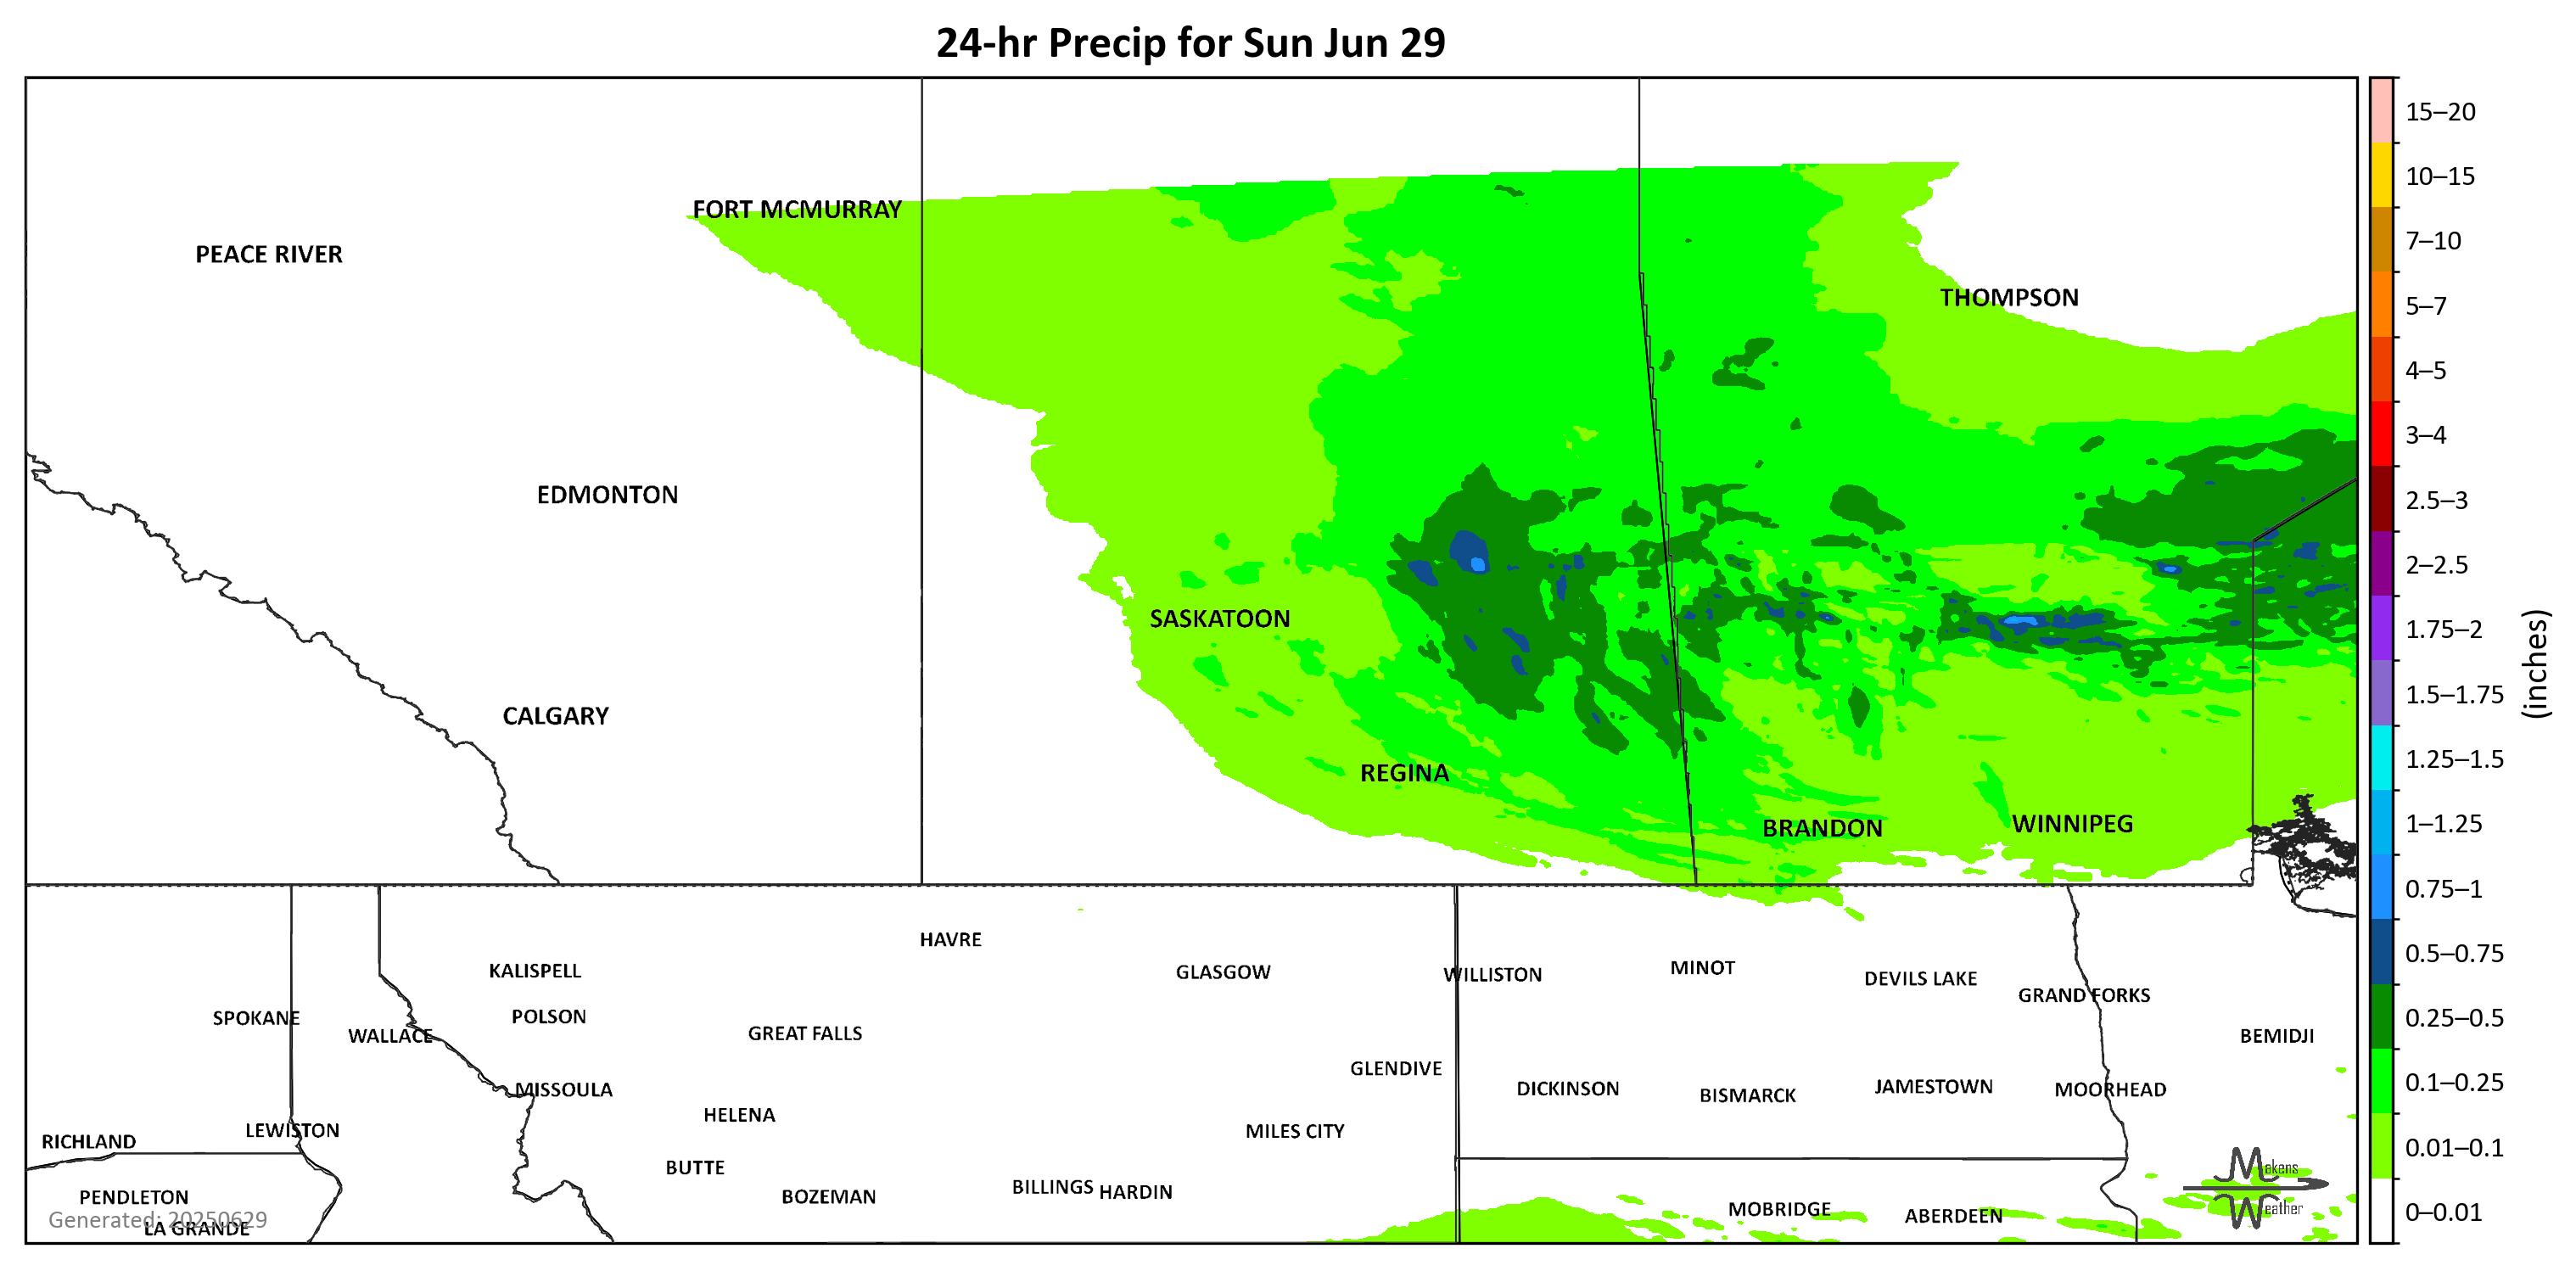 24-hr Precip for Sun Jun 29
FORT MCMURRAY
PEACE RIVER
THOMPSON
EDMONTON
SASKATOON
CALGARY
REGINA
BRANDON
WINNIPEG
HAVRE
KALISPELL
GLASGOW
WILLISTON
MINOT
DEVILS LAKE
GRAND FORKS
SPOKANE
POLSON
WALLACE
GREAT FALLS
BEMIDJI
GLENDIVE
MISSOULA
DICKINSON
BISMARCK
JAMESTOWN
MOORHEAD
HELENA
LEWISTON
MILES CITY
RICHLAND
BUTTE
PENDLETON
BOZEMAN
BILLINGS
HARDIN
MOBRIDGE
ABERDEEN
Generated: 20250629
LA GRANDE
Makens
Weather
15–20
10–15
7–10
5–7
4–5
3–4
2.5–3
2–2.5
1.75–2
1.5–1.75
1.25–1.5
1–1.25
0.75–1
0.5–0.75
0.25–0.5
0.1–0.25
0.01–0.1
0–0.01
(inches)